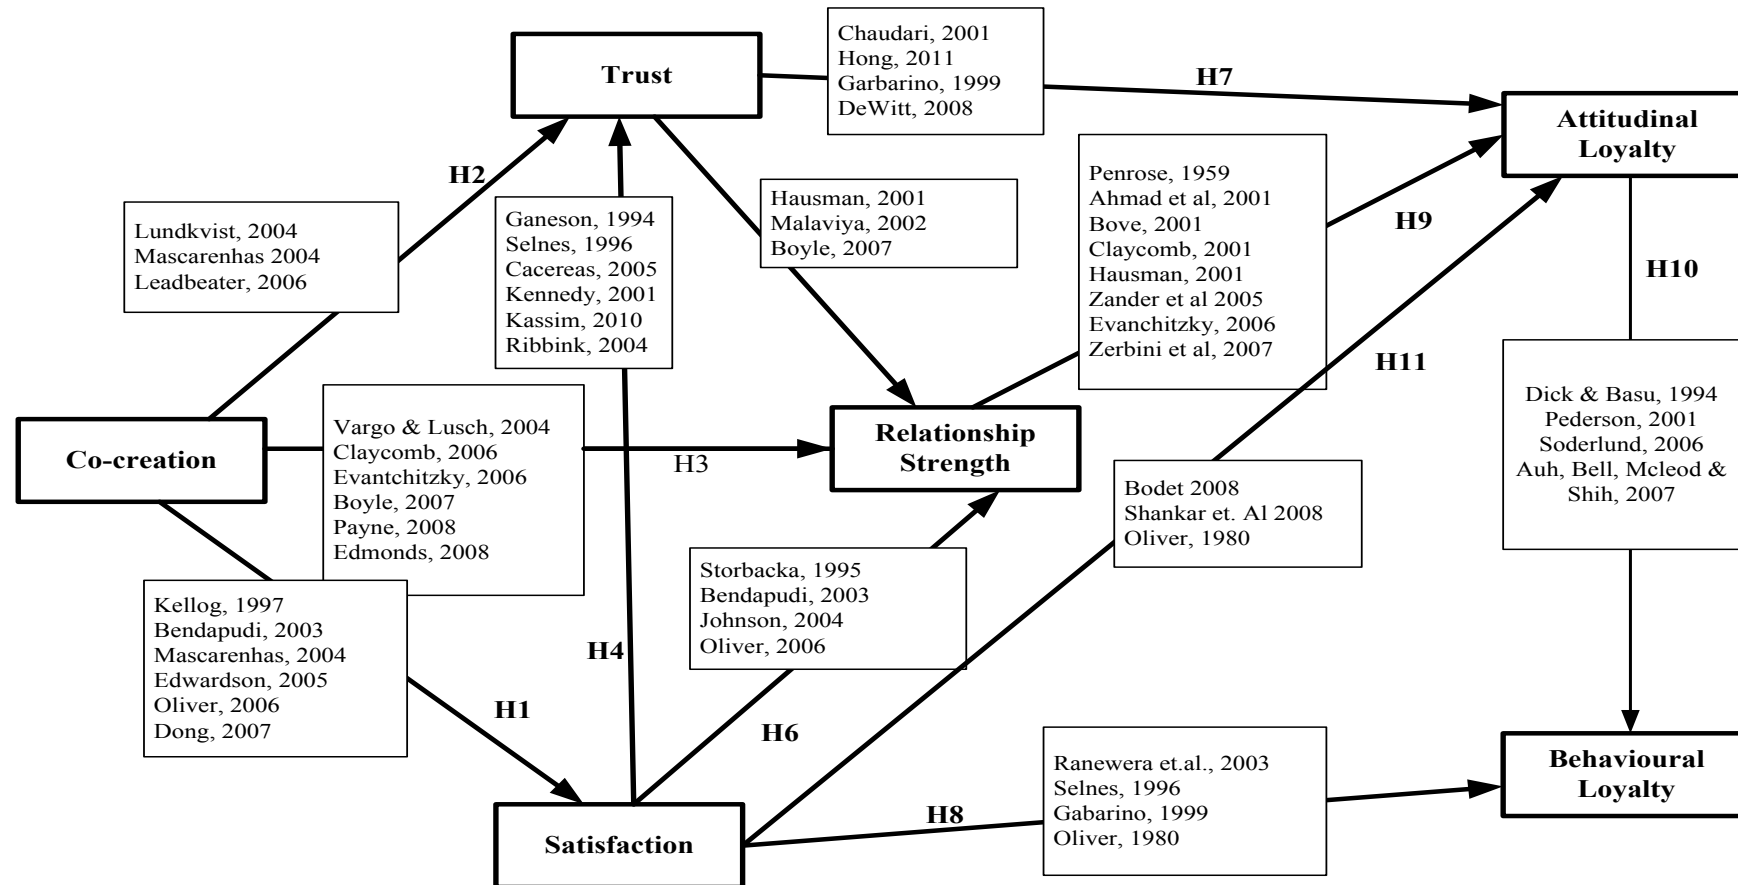 Chaudari, 2001
Hong, 2011
Garbarino, 1999
DeWitt, 2008
Trust
H7
Attitudinal
Loyalty
H2
Penrose, 1959
Ahmad et al, 2001
Bove, 2001
Claycomb, 2001
Hausman, 2001
Zander et al 2005
Evanchitzky, 2006
Zerbini et al, 2007
Hausman, 2001
Malaviya, 2002
Boyle, 2007
H9
Lundkvist, 2004
Mascarenhas 2004
Leadbeater, 2006
Ganeson, 1994
Selnes, 1996
Cacereas, 2005
Kennedy, 2001
Kassim, 2010
Ribbink, 2004
H10
H11
Dick & Basu, 1994
Pederson, 2001
Soderlund, 2006
Auh, Bell, Mcleod &
Shih, 2007
Co-creation
Vargo & Lusch, 2004
Claycomb, 2006
Evantchitzky, 2006
Boyle, 2007
Payne, 2008
Edmonds, 2008
H3
Relationship
Strength
Bodet 2008
Shankar et. Al 2008
Oliver, 1980
Storbacka, 1995
Bendapudi, 2003
Johnson, 2004
Oliver, 2006
Kellog, 1997
Bendapudi, 2003
Mascarenhas, 2004
Edwardson, 2005
Oliver, 2006
Dong, 2007
H4
H1
H6
Ranewera et.al., 2003
Selnes, 1996
Gabarino, 1999
Oliver, 1980
Behavioural
Loyalty
H8
Satisfaction